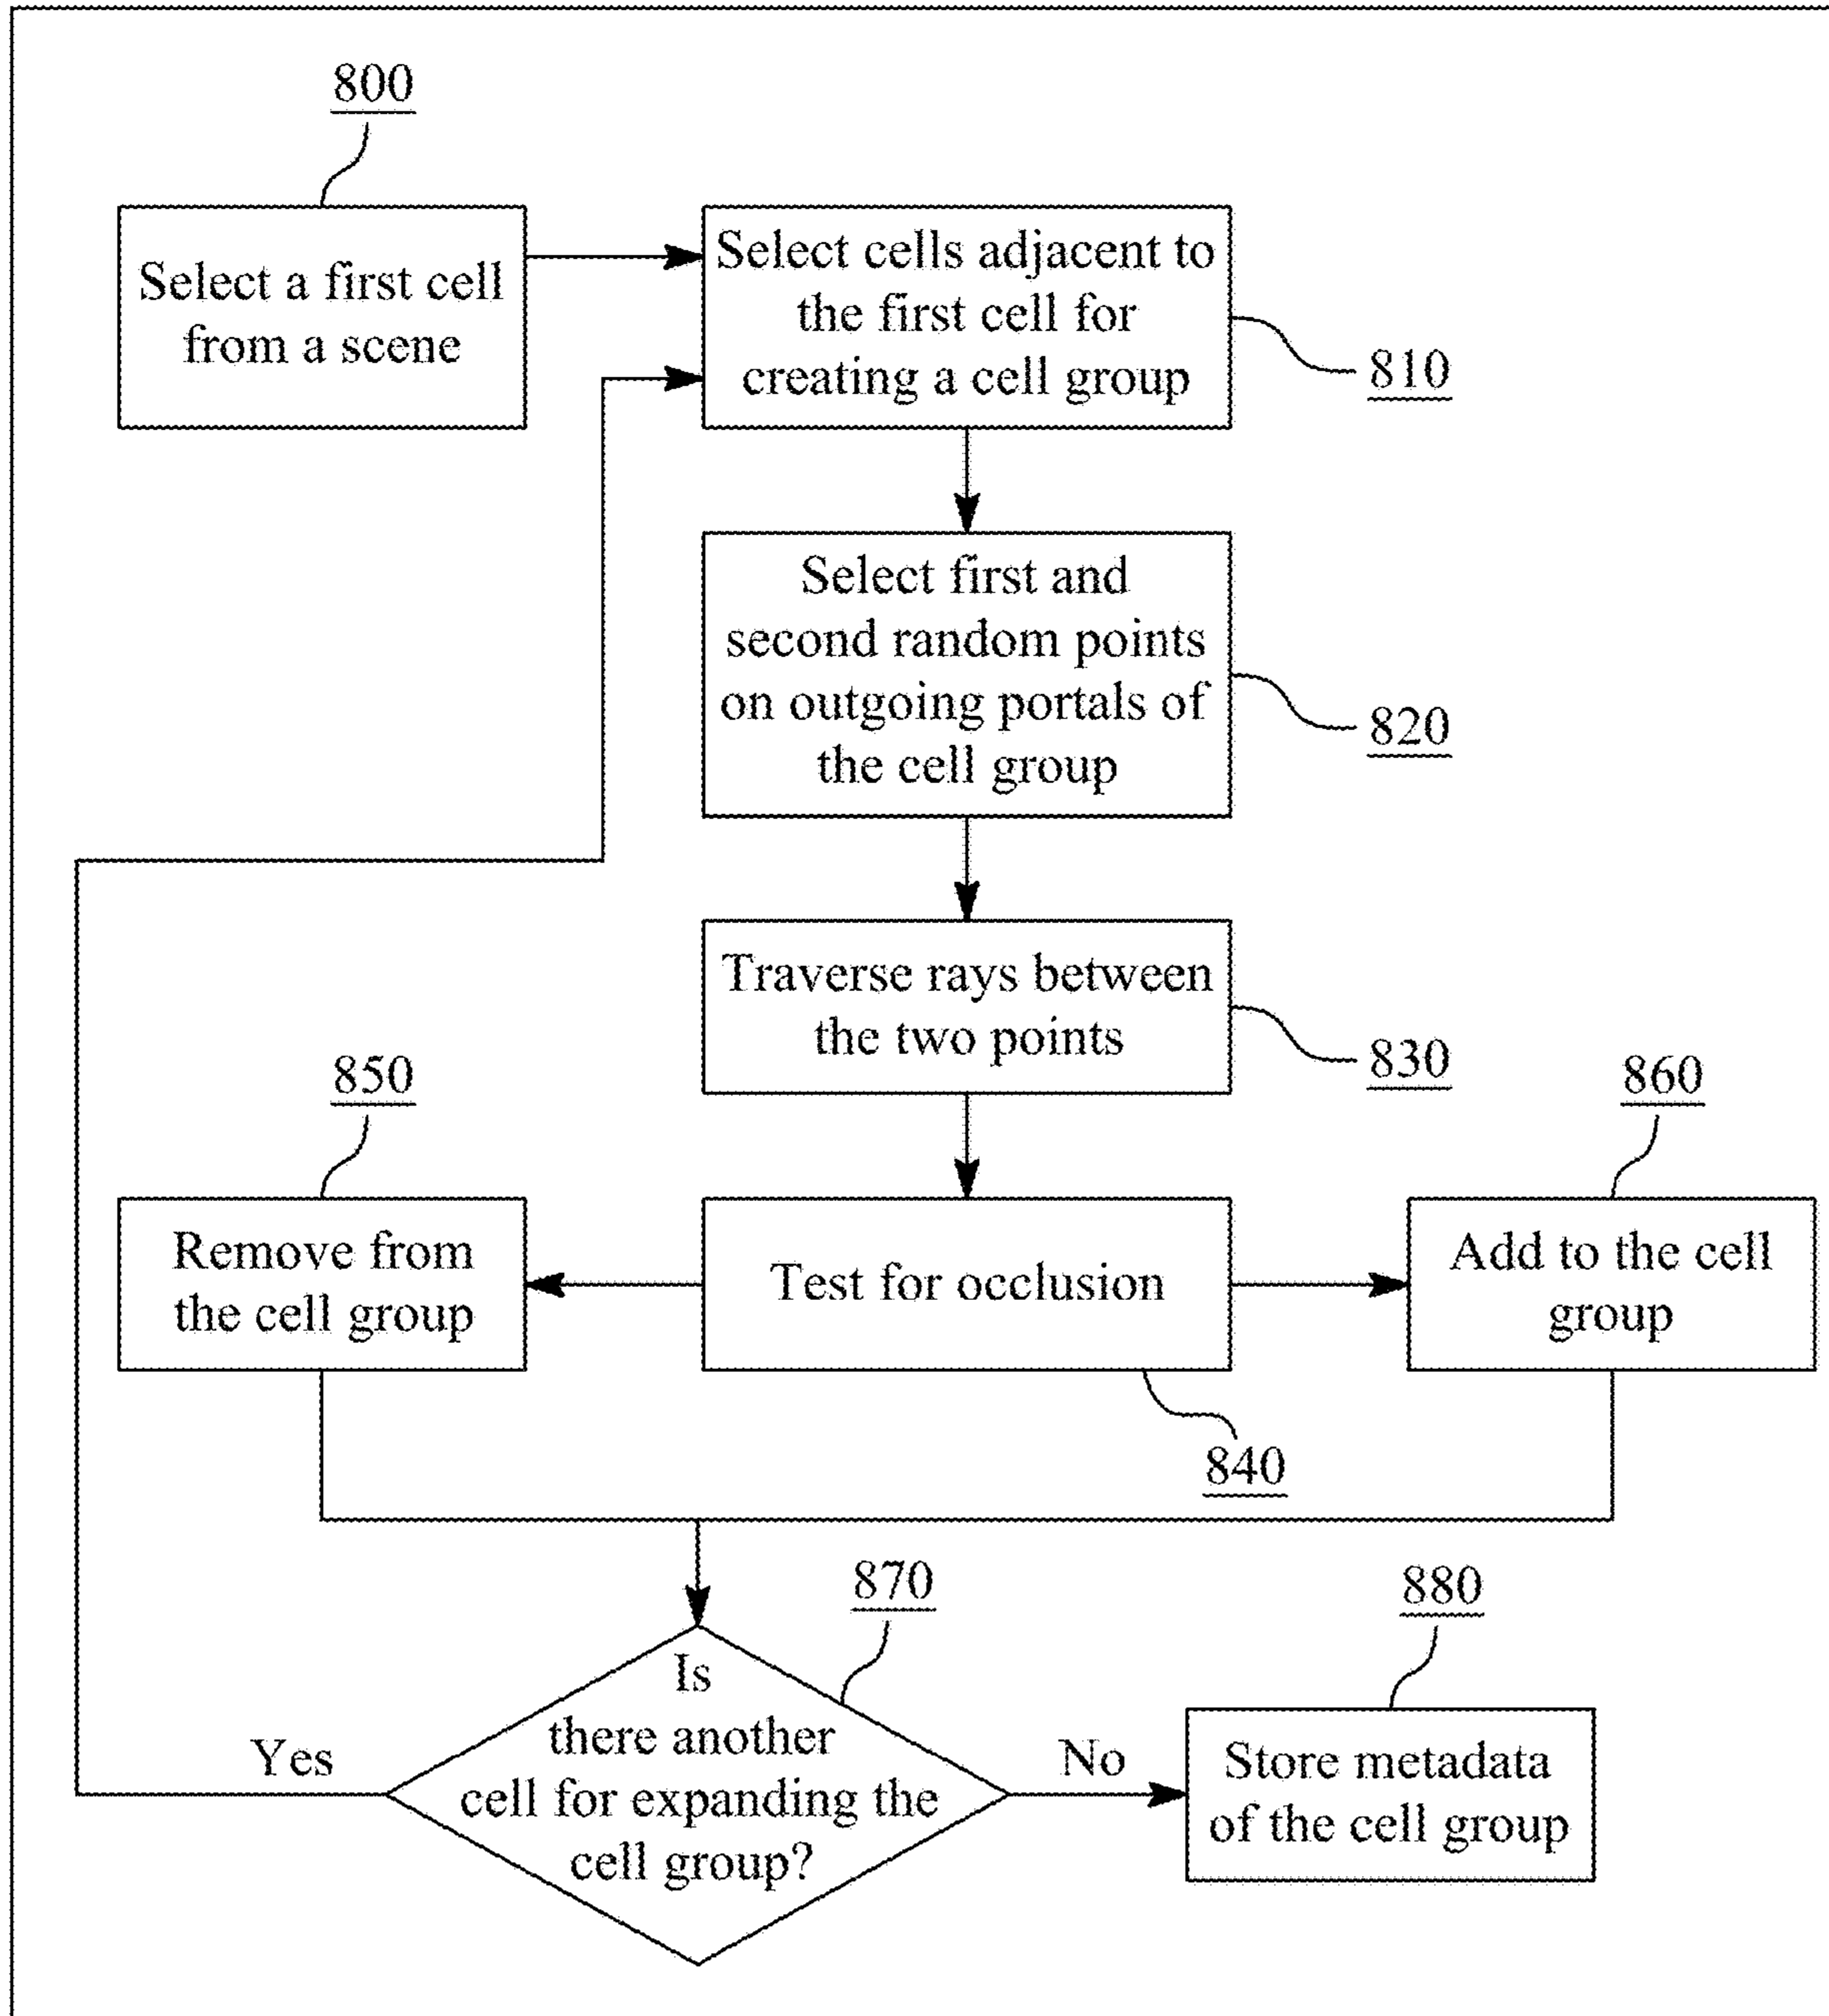 800
Select a first cell
from a scene
Select cells adjacent to
the first cell for
creating a cell group
810
Select first and
second random points
on outgoing portals of
the cell group
820
Traverse rays between
the two points
830
850
860
Remove from
the cell group
Test for occlusion
Add to the cell
group
840
870
880
Is
there another
cell for expanding the
cell group?
Yes
No
Store metadata
of the cell group